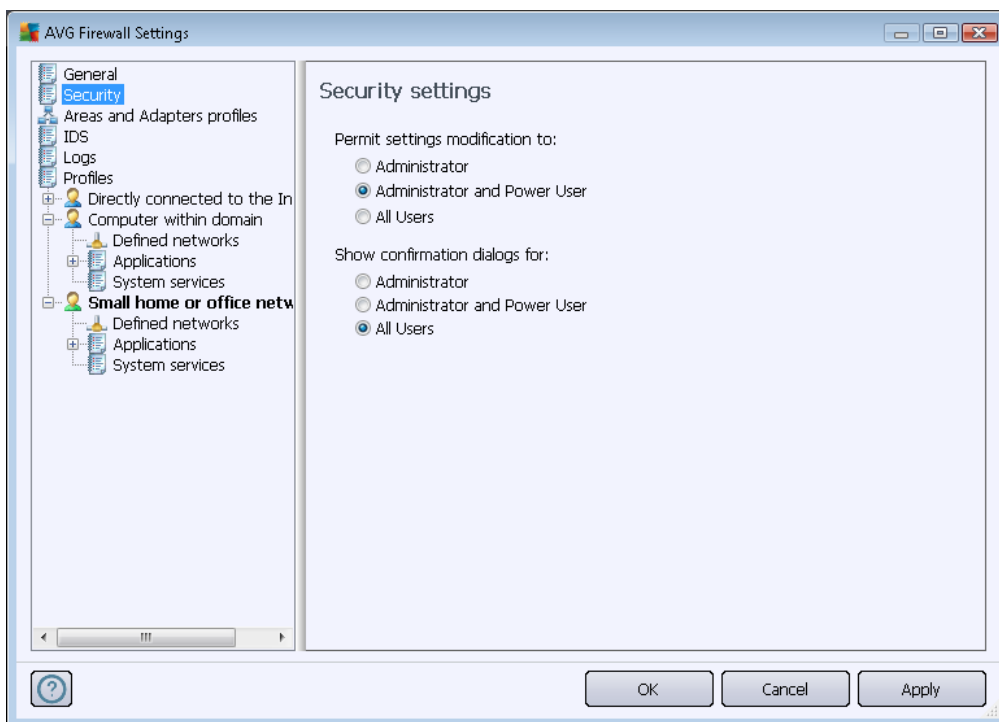 AVG Firewall Settings
General
Security
Areas and Adapters profiles
IDS
Logs
Profiles
Directly connected to the In
Computer within domain
Defined networks
Applications
System services
Small home or office netw
Defined networks
Applications
System services
Security settings
Permit settings modification to:
Administrator
Administrator and Power User
All Users
Show confirmation dialogs for:
Administrator
Administrator and Power User
All Users
OK
Cancel
Apply